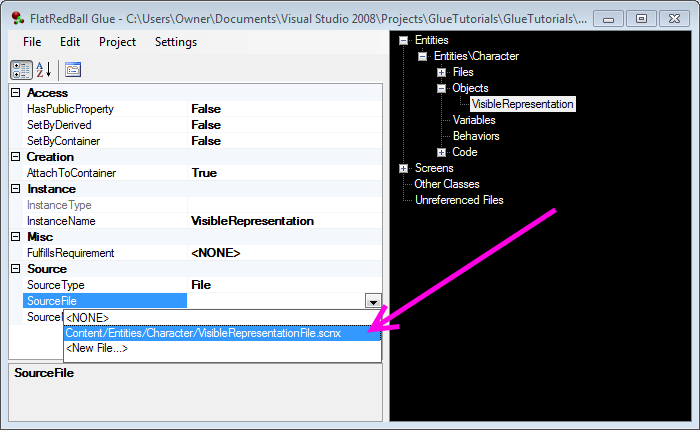 FlatRedBall Glue - C:\Users\Owner\Documents\Visual Studio 2008\Projects\GlueTutorials\GlueTutorials\...
File Edit Project Settings
Access
HasPublicProperty False
SetByDerived False
SetByContainer False
Creation
AttachToContainer True
Instance
InstanceType
InstanceName VisibleRepresentation
Misc
FulfillsRequirement <NONE>
Source
SourceType File
SourceFile
<NONE>
Content/Entities/Character/VisibleRepresentationFile.scnx
<New File...>
SourceFile
Entities
Entities\Character
Files
Objects
VisibleRepresentation
Variables
Behaviors
Code
Screens
Other Classes
Unreferenced Files